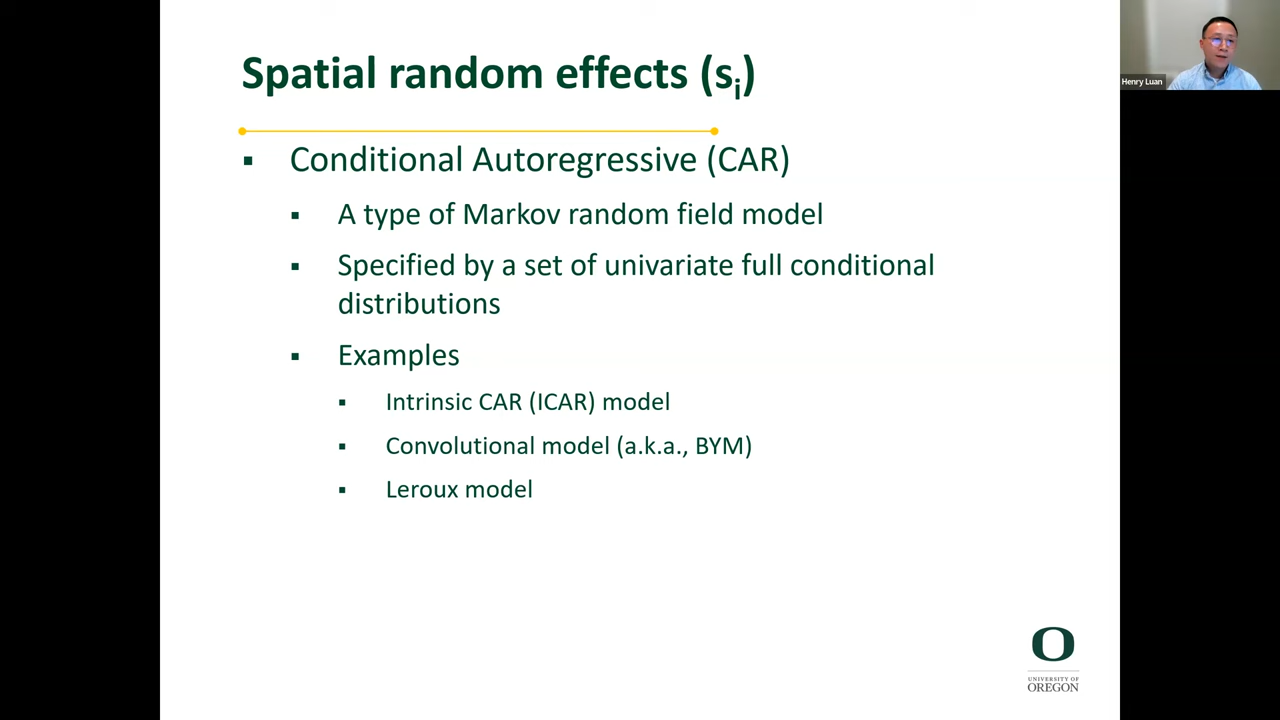 Spatial random effects (si)
Henry Luan
▪ Conditional Autoregressive (CAR)
▪ A type of Markov random field model
▪ Specified by a set of univariate full conditional
distributions
▪ Examples
▪ Intrinsic CAR (ICAR) model
▪ Convolutional model (a.k.a., BYM)
▪ Leroux model
O
UNIVERSITY OF
OREGON